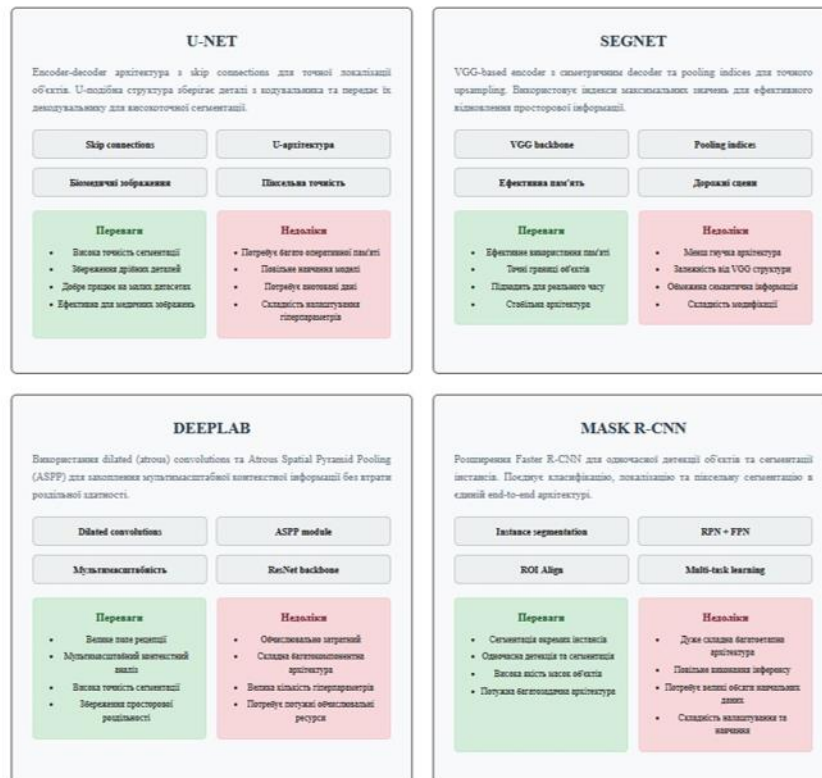 U-NET
Encoder-decoder архітектура з skip connections для точної локалізації
об'єктів. U-подібна структура зберігає деталі з кодувальника та передає їх
декодувальнику для високоточної сегментації.
Skip connections
U-архітектура
Біомедичні зображення
Піксельна точність
Переваги
Висока точність сегментації
Збереження дрібних деталей
Добре працює на малих датасетах
Ефективна для медичних зображень
Недоліки
Потребує багато оперативної пам'яті
Повільне навчання моделі
Потребує анотовані дані
Складність налаштування
гіперпараметрів
SEGNET
VGG-based encoder з симетричним decoder та pooling indices для точного
upsampling. Використовує індекси максимальних значень для ефективного
відновлення просторової інформації.
VGG backbone
Pooling indices
Ефективна пам'ять
Дорожні сцени
Переваги
Ефективне використання пам'яті
Точні границі об'єктів
Підходить для реального часу
Стабільна архітектура
Недоліки
Менш гнучка архітектура
Залежність від VGG структури
Обмежена семантична інформація
Складність модифікації
DEEPLAB
Використання dilated (atrous) convolutions та Atrous Spatial Pyramid Pooling
(ASPP) для захоплення мультимасштабної контекстної інформації без втрати
роздільної здатності.
Dilated convolutions
ASPP module
Мультимасштабність
ResNet backbone
Переваги
Велике поле рецепції
Мультимасштабний контекстний
аналіз
Висока точність сегментації
Збереження просторової
роздільності
Недоліки
Обчислювально затратний
Складна багатокомпонентна
архітектура
Велика кількість гіперпараметрів
Потребує потужні обчислювальні
ресурси
MASK R-CNN
Розширення Faster R-CNN для одночасної детекції об'єктів та сегментації
інстансів. Поєднує класифікацію, локалізацію та піксельну сегментацію в
єдиній end-to-end архітектурі.
Instance segmentation
RPN + FPN
ROI Align
Multi-task learning
Переваги
Сегментація окремих інстансів
Одночасна детекція та сегментація
Висока якість масок об'єктів
Потужна багатозадачна архітектура
Недоліки
Дуже складна багатоетапна
архітектура
Повільне виконання інференсу
Потребує великі обсяги навчальних
даних
Складність налаштування та
навчання